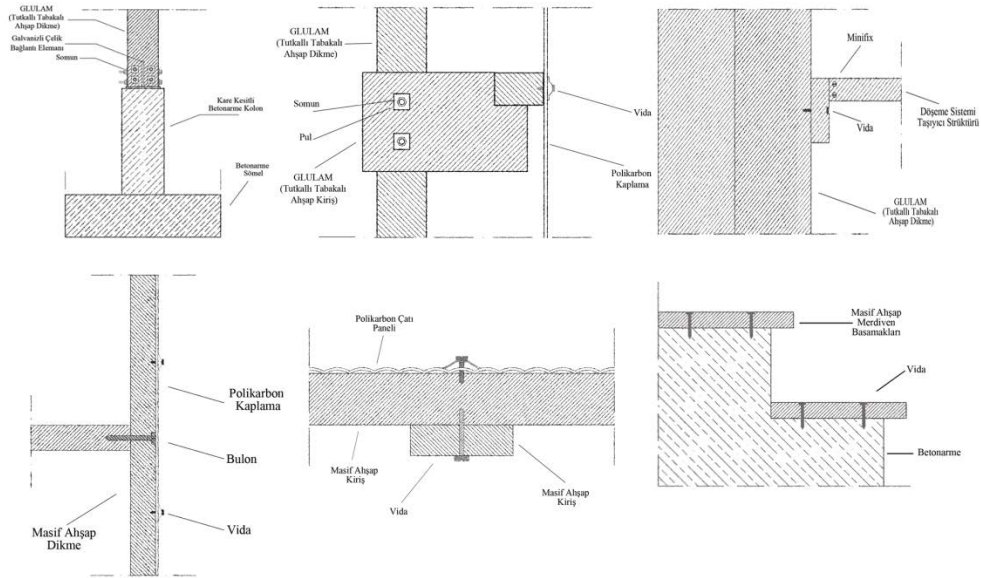 GLULAM
(Tutkallı Tabakalı
Ahşap Dikme)
Galvanizli Çelik
Bağlantı Elemanı
Somun
Kare Kesitli
Betonarme Kolon
Betonarme
Sömel
GLULAM
(Tutkallı Tabakalı
Ahşap Dikme)
Somun
Pul
GLULAM
(Tutkallı Tabakalı
Ahşap Kiriş)
Vida
Polikarbon
Kaplama
Minifix
Vida
Döşeme Sistemi
Taşıyıcı Strüktürü
GLULAM
(Tutkallı Tabakalı
Ahşap Dikme)
Polikarbon
Kaplama
Bulon
Vida
Masif Ahşap
Dikme
Polikarbon Çatı
Paneli
Masif Ahşap
Kiriş
Vida
Masif Ahşap
Kiriş
Masif Ahşap
Merdiven
Basamakları
Vida
Betonarme